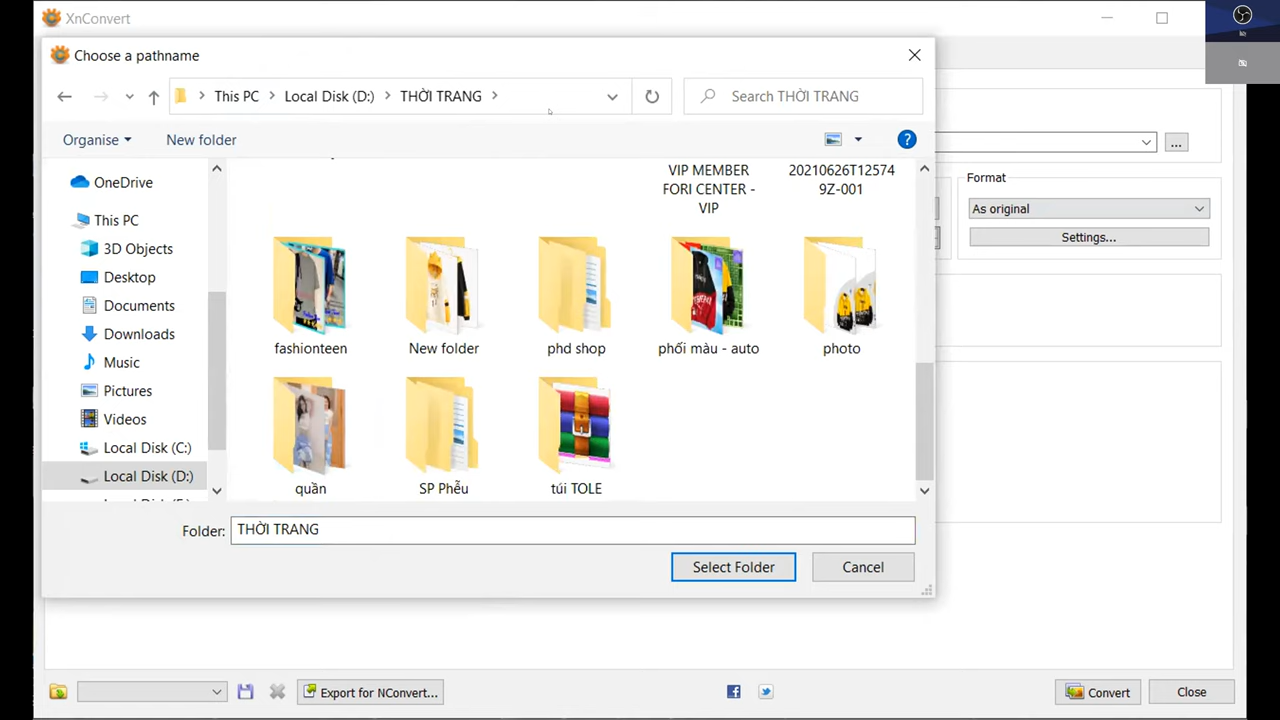 XnConvert
Choose a pathname
This PC
Local Disk (D:)
THỜI TRANG
Search THỜI TRANG
Organise
New folder
OneDrive
This PC
3D Objects
Desktop
Documents
Downloads
Music
Pictures
Videos
Local Disk (C:)
Local Disk (D:)
VIP MEMBER
FORI CENTER -
VIP
20210626T12574
9Z-001
fashionteen
New folder
phd shop
phối màu - auto
photo
quần
SP Phễu
túi TOLE
Folder:
THỜI TRANG
Select Folder
Cancel
...
Format
As original
Settings...
Export for NConvert...
Convert
Close